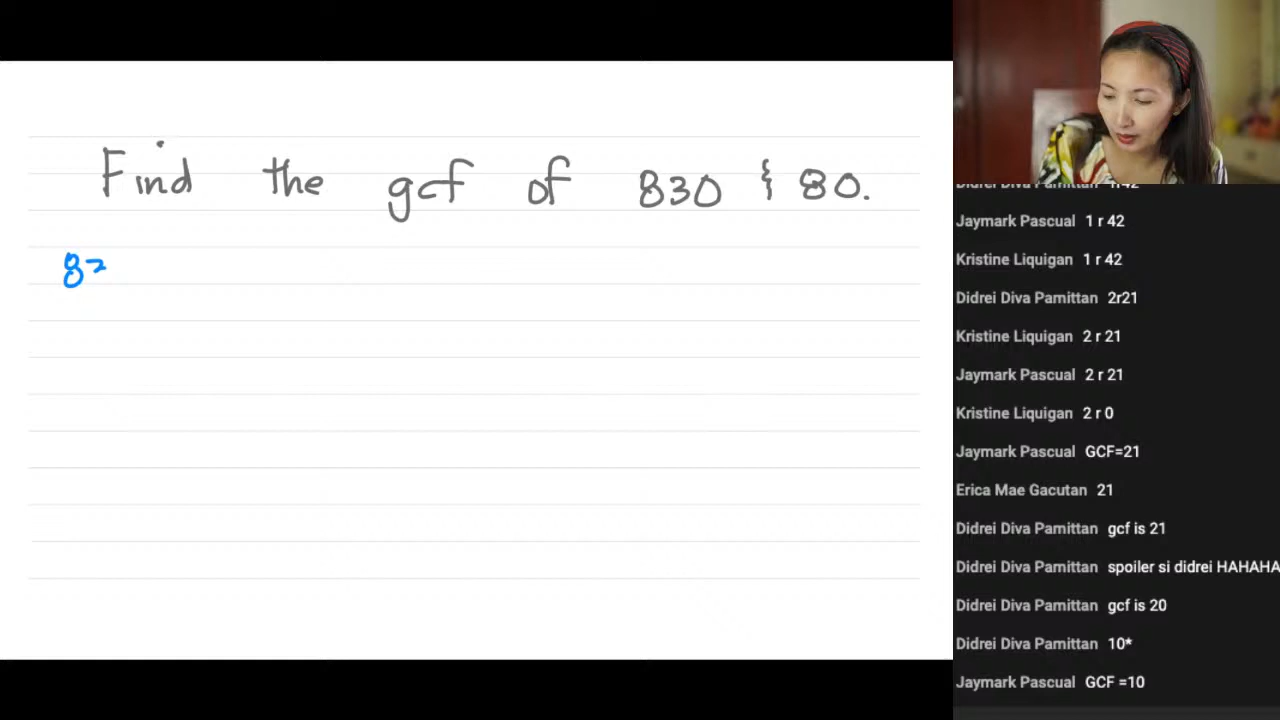 Find the gcf of 830 & 80.
Jaymark Pascual 1 r 42
Kristine Liquigan 1 r 42
Didrei Diva Pamittan 2r21
Kristine Liquigan 2 r 21
Jaymark Pascual 2 r 21
Kristine Liquigan 2 r 0
Jaymark Pascual GCF=21
Erica Mae Gacutan 21
Didrei Diva Pamittan gcf is 21
Didrei Diva Pamittan spoiler si didrei HAHAHA
Didrei Diva Pamittan gcf is 20
Didrei Diva Pamittan 10*
Jaymark Pascual GCF =10